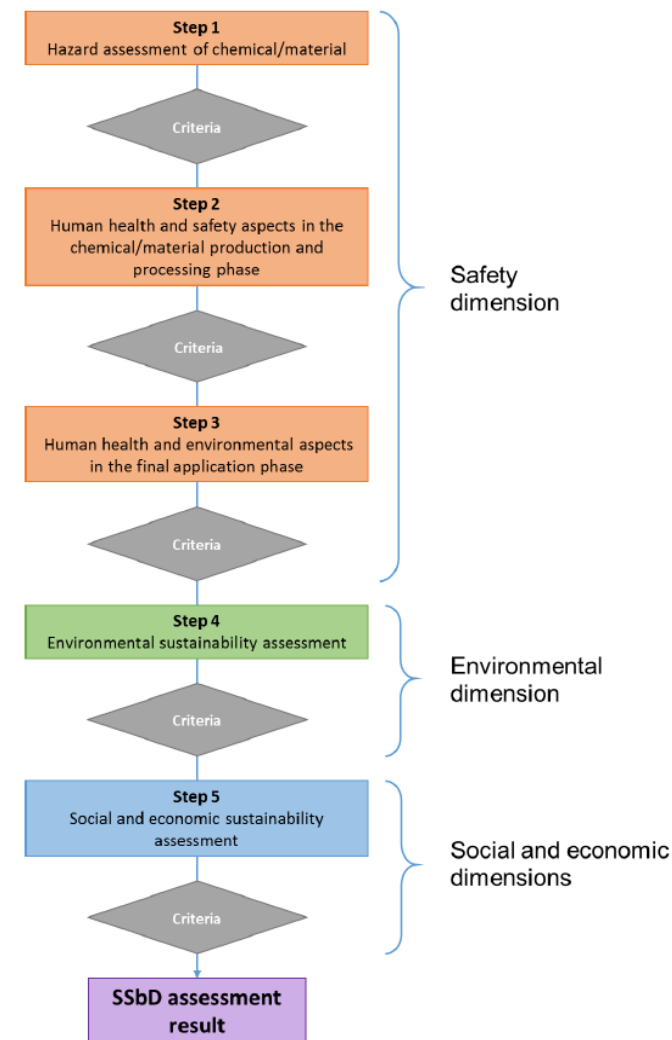 Step 1
Hazard assessment of chemical/material
Criteria
Step 2
Human health and safety aspects in the
chemical/material production and
processing phase
Safety
dimension
Criteria
Step 3
Human health and environmental aspects
in the final application phase
Criteria
Step 4
Environmental sustainability assessment
Environmental
dimension
Criteria
Step 5
Social and economic sustainability
assessment
Social and economic
dimensions
Criteria
SSbD assessment
result